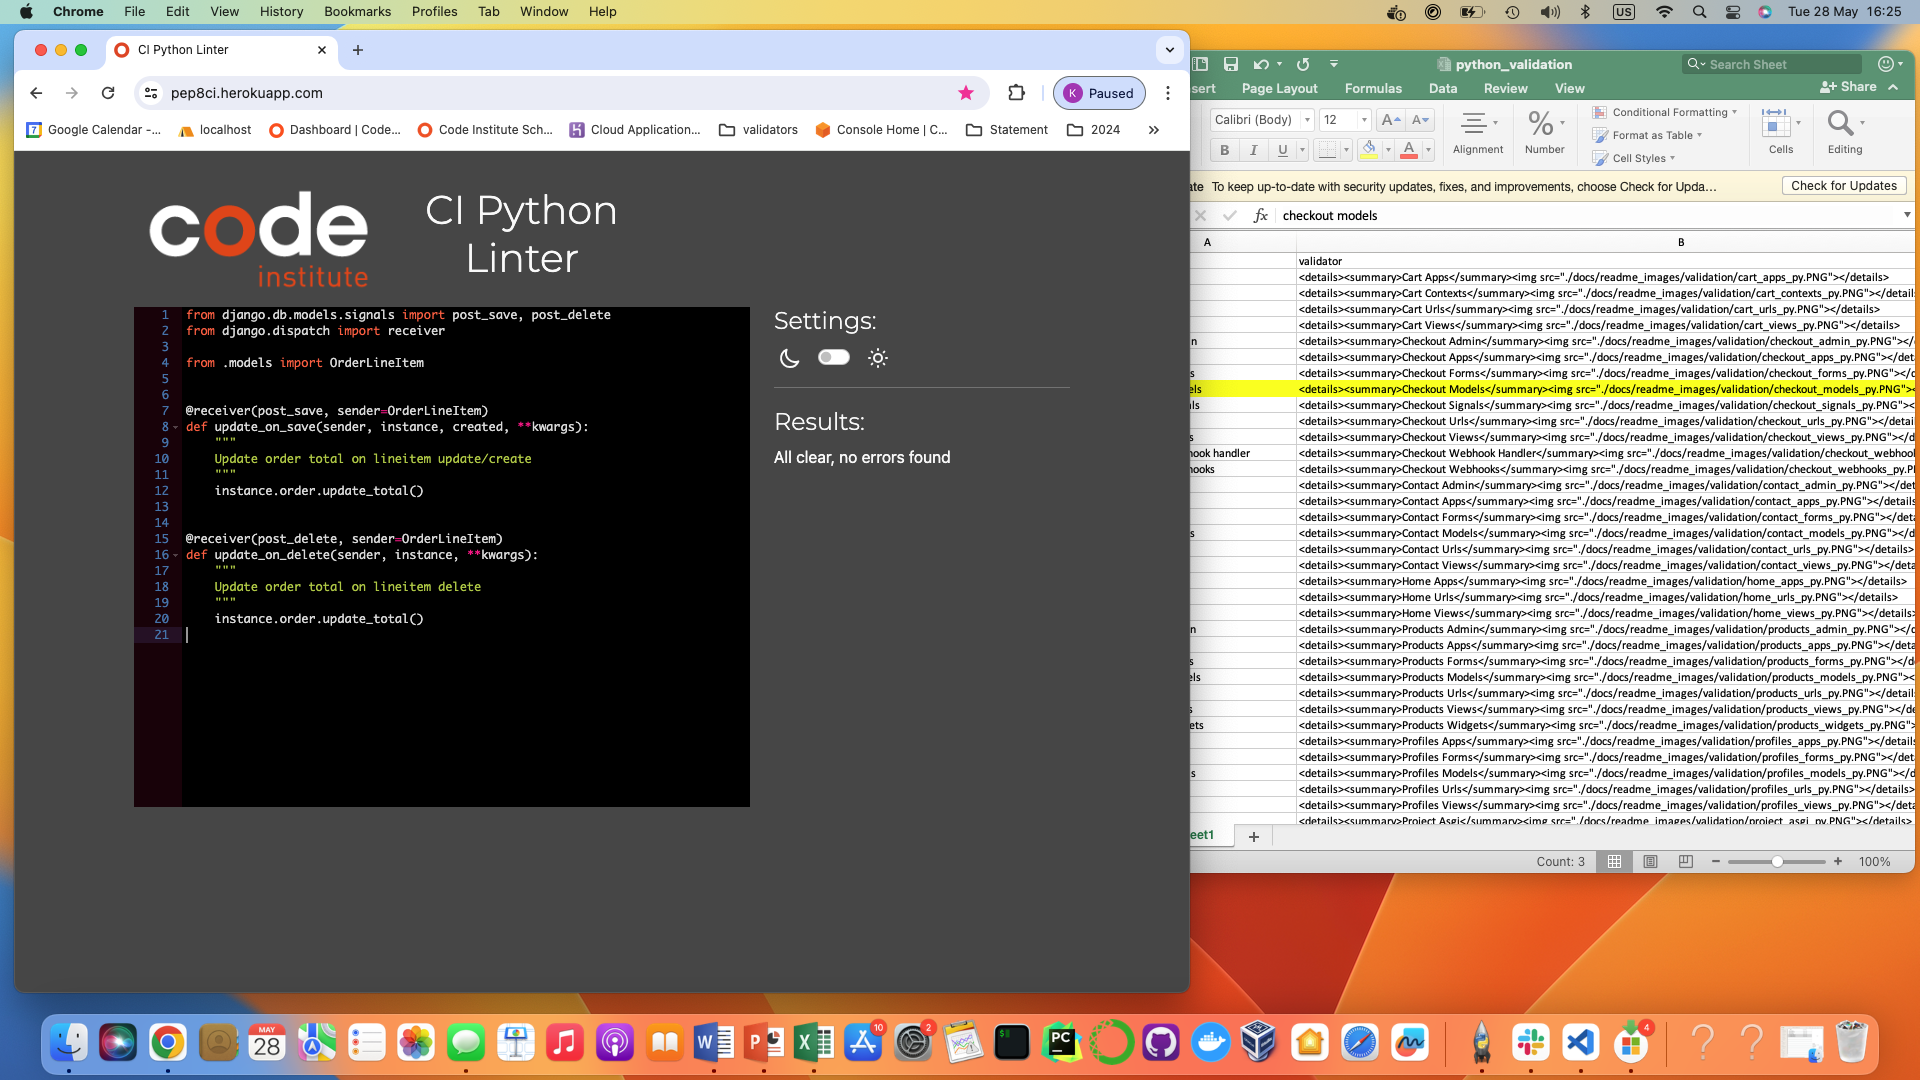 Chrome File Edit View History Bookmarks Profiles Tab Window Help
US Tue 28 May 16:25
CI Python Linter
pep8ci.herokuapp.com
K Paused
Google Calendar -... localhost Dashboard | Code... Code Institute Sch... Cloud Application... validators Console Home | C... Statement 2024
code institute
CI Python
Linter
1 from django.db.models.signals import post_save, post_delete
2 from django.dispatch import receiver
3
4 from .models import OrderLineItem
5
6
7 @receiver(post_save, sender=OrderLineItem)
8 def update_on_save(sender, instance, created, **kwargs):
9 """
10 Update order total on lineitem update/create
11 """
12 instance.order.update_total()
13
14
15 @receiver(post_delete, sender=OrderLineItem)
16 def update_on_delete(sender, instance, **kwargs):
17 """
18 Update order total on lineitem delete
19 """
20 instance.order.update_total()
21
Settings:
Results:
All clear, no errors found
python_validation
Search Sheet
sert Page Layout Formulas Data Review View
Share
Calibri (Body) 12
Alignment Number Conditional Formatting Format as Table Cell Styles Cells Editing
ate To keep up-to-date with security updates, fixes, and improvements, choose Check for Upda... Check for Updates
fx checkout models
A B
validator
<details><summary>Cart Apps</summary><img src="./docs/readme_images/validation/cart_apps_py.PNG"></details>
<details><summary>Cart Contexts</summary><img src="./docs/readme_images/validation/cart_contexts_py.PNG"></detail
<details><summary>Cart Urls</summary><img src="./docs/readme_images/validation/cart_urls_py.PNG"></details>
<details><summary>Cart Views</summary><img src="./docs/readme_images/validation/cart_views_py.PNG"></details>
n <details><summary>Checkout Admin</summary><img src="./docs/readme_images/validation/checkout_admin_py.PNG"></
<details><summary>Checkout Apps</summary><img src="./docs/readme_images/validation/checkout_apps_py.PNG"></deta
s <details><summary>Checkout Forms</summary><img src="./docs/readme_images/validation/checkout_forms_py.PNG"></d
els <details><summary>Checkout Models</summary><img src="./docs/readme_images/validation/checkout_models_py.PNG"><
ls <details><summary>Checkout Signals</summary><img src="./docs/readme_images/validation/checkout_signals_py.PNG"><
<details><summary>Checkout Urls</summary><img src="./docs/readme_images/validation/checkout_urls_py.PNG"></detai
s <details><summary>Checkout Views</summary><img src="./docs/readme_images/validation/checkout_views_py.PNG"></d
hook handler <details><summary>Checkout Webhook Handler</summary><img src="./docs/readme_images/validation/checkout_webhoo
hooks <details><summary>Checkout Webhooks</summary><img src="./docs/readme_images/validation/checkout_webhooks_py.P
<details><summary>Contact Admin</summary><img src="./docs/readme_images/validation/contact_admin_py.PNG"></det
<details><summary>Contact Apps</summary><img src="./docs/readme_images/validation/contact_apps_py.PNG"></details
<details><summary>Contact Forms</summary><img src="./docs/readme_images/validation/contact_forms_py.PNG"></deta
s <details><summary>Contact Models</summary><img src="./docs/readme_images/validation/contact_models_py.PNG"></d
<details><summary>Contact Urls</summary><img src="./docs/readme_images/validation/contact_urls_py.PNG"></details>
<details><summary>Contact Views</summary><img src="./docs/readme_images/validation/contact_views_py.PNG"></deta
<details><summary>Home Apps</summary><img src="./docs/readme_images/validation/home_apps_py.PNG"></details>
<details><summary>Home Urls</summary><img src="./docs/readme_images/validation/home_urls_py.PNG"></details>
<details><summary>Home Views</summary><img src="./docs/readme_images/validation/home_views_py.PNG"></details>
n <details><summary>Products Admin</summary><img src="./docs/readme_images/validation/products_admin_py.PNG"></d
<details><summary>Products Apps</summary><img src="./docs/readme_images/validation/products_apps_py.PNG"></deta
s <details><summary>Products Forms</summary><img src="./docs/readme_images/validation/products_forms_py.PNG"></d
els <details><summary>Products Models</summary><img src="./docs/readme_images/validation/products_models_py.PNG"><
<details><summary>Products Urls</summary><img src="./docs/readme_images/validation/products_urls_py.PNG"></detail
s <details><summary>Products Views</summary><img src="./docs/readme_images/validation/products_views_py.PNG"></de
ets <details><summary>Products Widgets</summary><img src="./docs/readme_images/validation/products_widgets_py.PNG">
<details><summary>Profiles Apps</summary><img src="./docs/readme_images/validation/profiles_apps_py.PNG"></details
<details><summary>Profiles Forms</summary><img src="./docs/readme_images/validation/profiles_forms_py.PNG"></deta
s <details><summary>Profiles Models</summary><img src="./docs/readme_images/validation/profiles_models_py.PNG"></d
<details><summary>Profiles Urls</summary><img src="./docs/readme_images/validation/profiles_urls_py.PNG"></details>
<details><summary>Profiles Views</summary><img src="./docs/readme_images/validation/profiles_views_py.PNG"></deta
<details><summary>Project Asgi</summary><img src="./docs/readme_images/validation/project_asgi_py.PNG"></details>
eet1
Count: 3 100%
MAY 28 10 2 PC 4